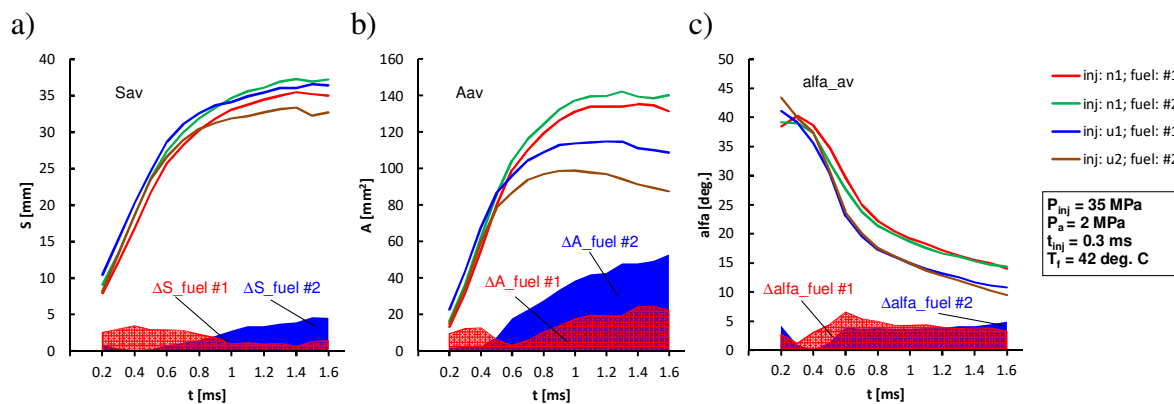 a)
Sav
S [mm]
40
35
30
25
20
15
10
5
0
ΔS_fuel #1
ΔS_fuel #2
0.2 0.4 0.6 0.8 1 1.2 1.4 1.6
t [ms]
b)
Aav
A [mm²]
160
140
120
100
80
60
40
20
0
ΔA_fuel #2
ΔA_fuel #1
0.2 0.4 0.6 0.8 1 1.2 1.4 1.6
t [ms]
c)
alfa_av
alfa [deg.]
50
45
40
35
30
25
20
15
10
5
0
Δalfa_fuel #1
Δalfa_fuel #2
0.2 0.4 0.6 0.8 1 1.2 1.4 1.6
t [ms]
inj: n1; fuel: #1
inj: n1; fuel: #2
inj: u1; fuel: #1
inj: u2; fuel: #2
P_inj = 35 MPa
P_a = 2 MPa
t_inj = 0.3 ms
T_f = 42 deg. C